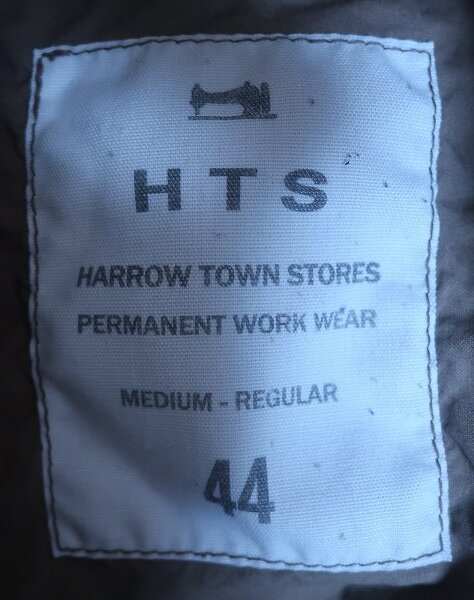 HTS
HARROW TOWN STORES
PERMANENT WORK WEAR
MEDIUM - REGULAR
44